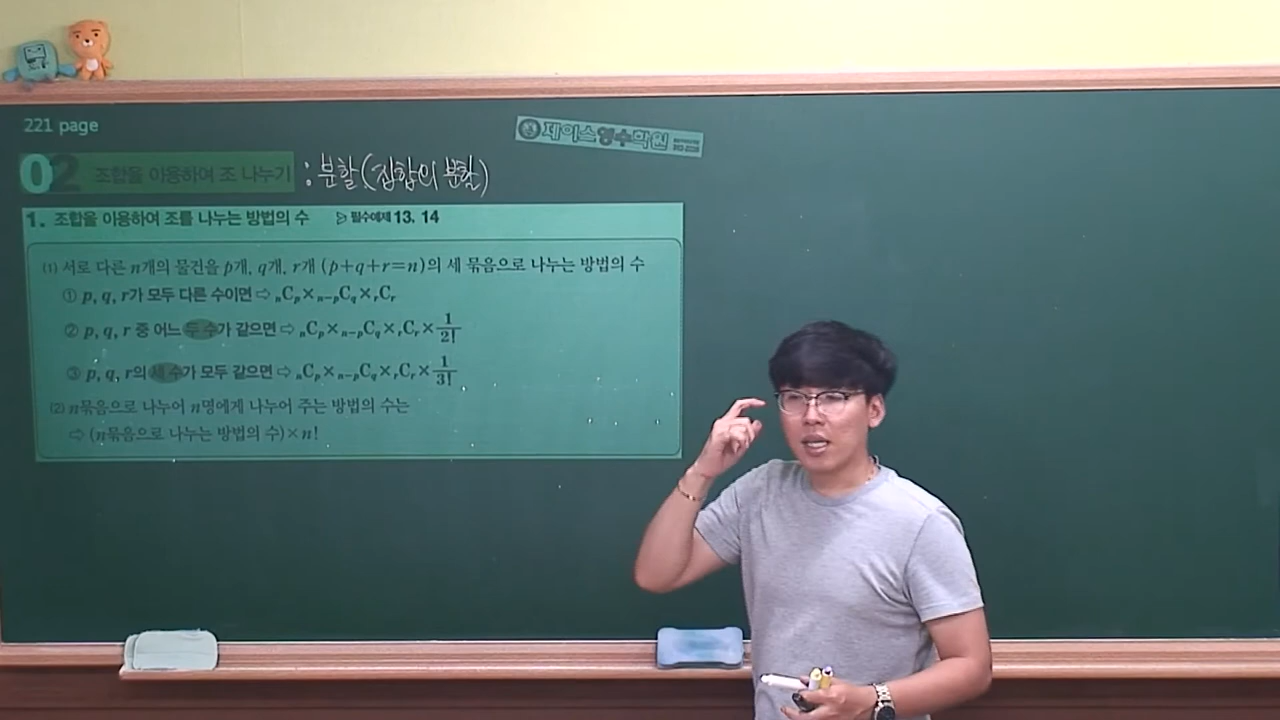 221 page
제이스영수학원
02 조합을 이용하여 조 나누기 : 분할(집합의 분할)
1. 조합을 이용하여 조를 나누는 방법의 수 ▷ 필수예제 13, 14
(1) 서로 다른 n개의 물건을 p개, q개, r개 (p+q+r=n)의 세 묶음으로 나누는 방법의 수
① p, q, r가 모두 다른 수이면 ⇨ ₙCₚ×ₙ₋ₚC_q×ᵣCᵣ
② p, q, r 중 어느 두 수가 같으면 ⇨ ₙCₚ×ₙ₋ₚC_q×ᵣCᵣ×1/2!
③ p, q, r의 세 수가 모두 같으면 ⇨ ₙCₚ×ₙ₋ₚC_q×ᵣCᵣ×1/3!
(2) n묶음으로 나누어 n명에게 나누어 주는 방법의 수는
⇨ (n묶음으로 나누는 방법의 수)×n!